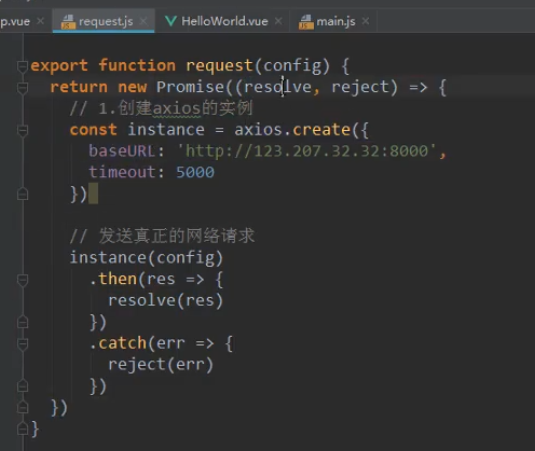 p.vue request.js HelloWorld.vue main.js
export function request(config) {
return new Promise((resolve, reject) => {
// 1.创建axios的实例
const instance = axios.create({
baseURL: 'http://123.207.32.32:8000',
timeout: 5000
})
// 发送真正的网络请求
instance(config)
.then(res => {
resolve(res)
})
.catch(err => {
reject(err)
})
})
}